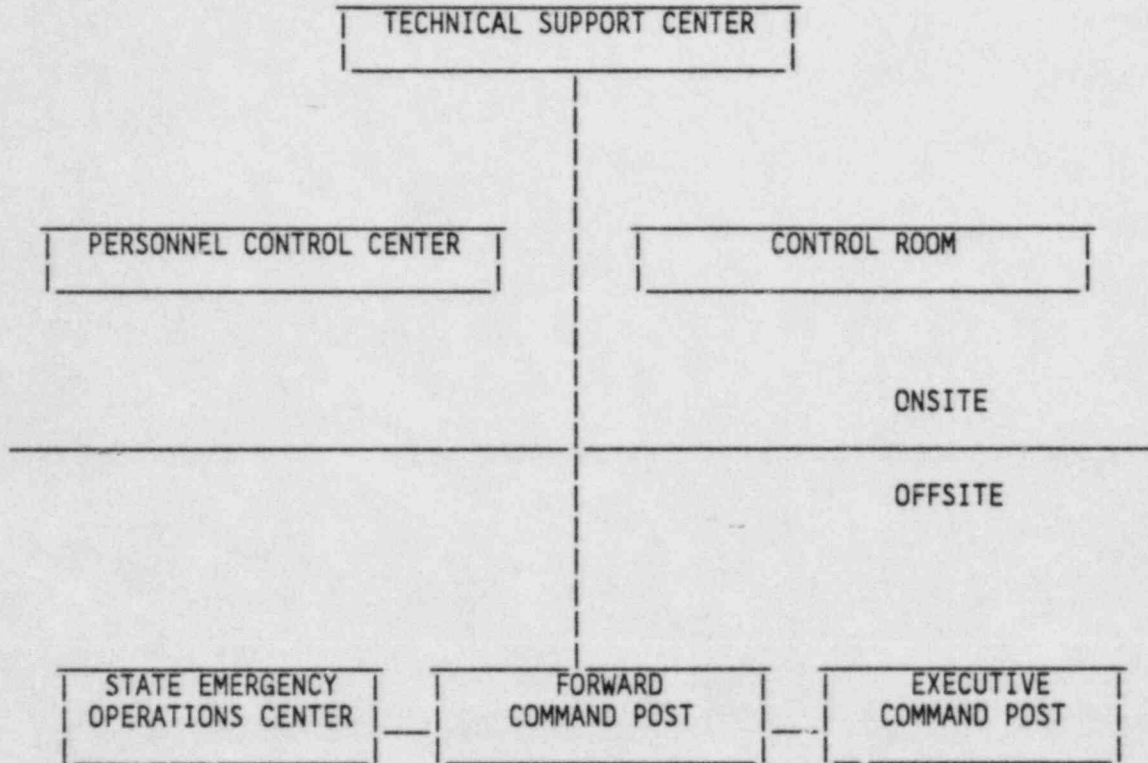 TECHNICAL SUPPORT CENTER
PERSONNEL CONTROL CENTER
CONTROL ROOM
ONSITE
OFFSITE
STATE EMERGENCY
OPERATIONS CENTER
FORWARD
COMMAND POST
EXECUTIVE
COMMAND POST